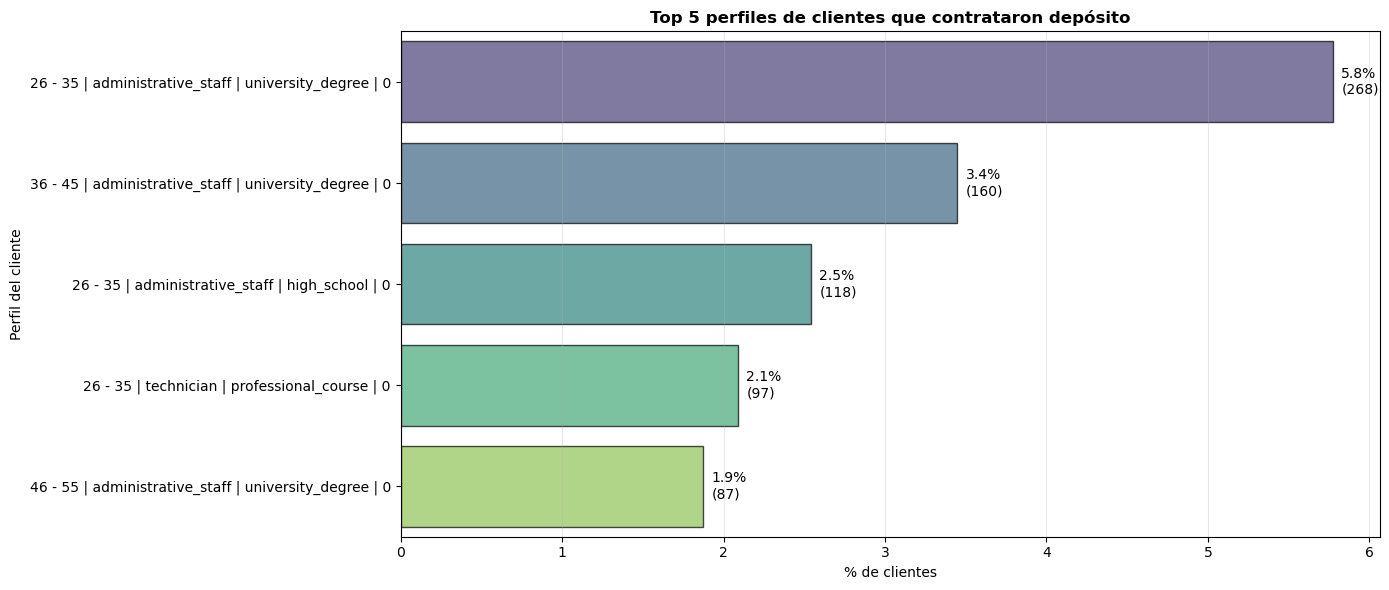 Top 5 perfiles de clientes que contrataron depósito
Perfil del cliente
26 - 35 | administrative_staff | university_degree | 0
5.8%
(268)
36 - 45 | administrative_staff | university_degree | 0
3.4%
(160)
26 - 35 | administrative_staff | high_school | 0
2.5%
(118)
26 - 35 | technician | professional_course | 0
2.1%
(97)
46 - 55 | administrative_staff | university_degree | 0
1.9%
(87)
0 1 2 3 4 5 6
% de clientes